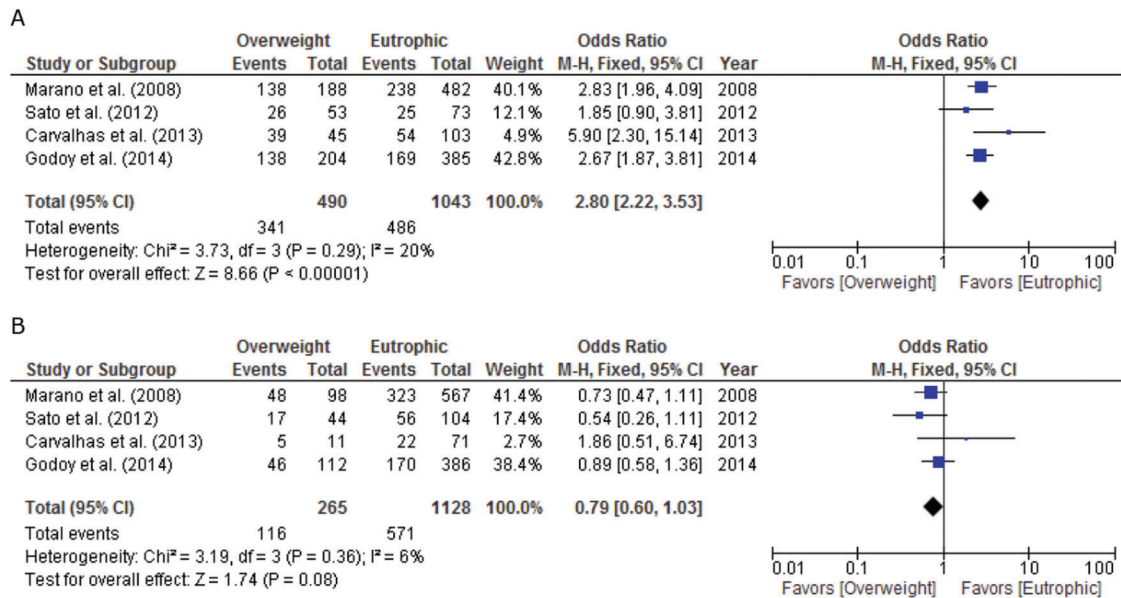 A
Overweight Eutrophic Odds Ratio Odds Ratio
Study or Subgroup Events Total Events Total Weight M-H, Fixed, 95% CI Year M-H, Fixed, 95% CI
Marano et al. (2008) 138 188 238 482 40.1% 2.83 [1.96, 4.09] 2008
Sato et al. (2012) 26 53 25 73 12.1% 1.85 [0.90, 3.81] 2012
Carvalhas et al. (2013) 39 45 54 103 4.9% 5.90 [2.30, 15.14] 2013
Godoy et al. (2014) 138 204 169 385 42.8% 2.67 [1.87, 3.81] 2014
Total (95% CI) 490 1043 100.0% 2.80 [2.22, 3.53]
Total events 341 486
Heterogeneity: Chi² = 3.73, df = 3 (P = 0.29); I² = 20%
Test for overall effect: Z = 8.66 (P < 0.00001)
0.01 0.1 1 10 100
Favors [Overweight] Favors [Eutrophic]
B
Overweight Eutrophic Odds Ratio Odds Ratio
Study or Subgroup Events Total Events Total Weight M-H, Fixed, 95% CI Year M-H, Fixed, 95% CI
Marano et al. (2008) 48 98 323 567 41.4% 0.73 [0.47, 1.11] 2008
Sato et al. (2012) 17 44 56 104 17.4% 0.54 [0.26, 1.11] 2012
Carvalhas et al. (2013) 5 11 22 71 2.7% 1.86 [0.51, 6.74] 2013
Godoy et al. (2014) 46 112 170 386 38.4% 0.89 [0.58, 1.36] 2014
Total (95% CI) 265 1128 100.0% 0.79 [0.60, 1.03]
Total events 116 571
Heterogeneity: Chi² = 3.19, df = 3 (P = 0.36); I² = 6%
Test for overall effect: Z = 1.74 (P = 0.08)
0.01 0.1 1 10 100
Favors [Overweight] Favors [Eutrophic]